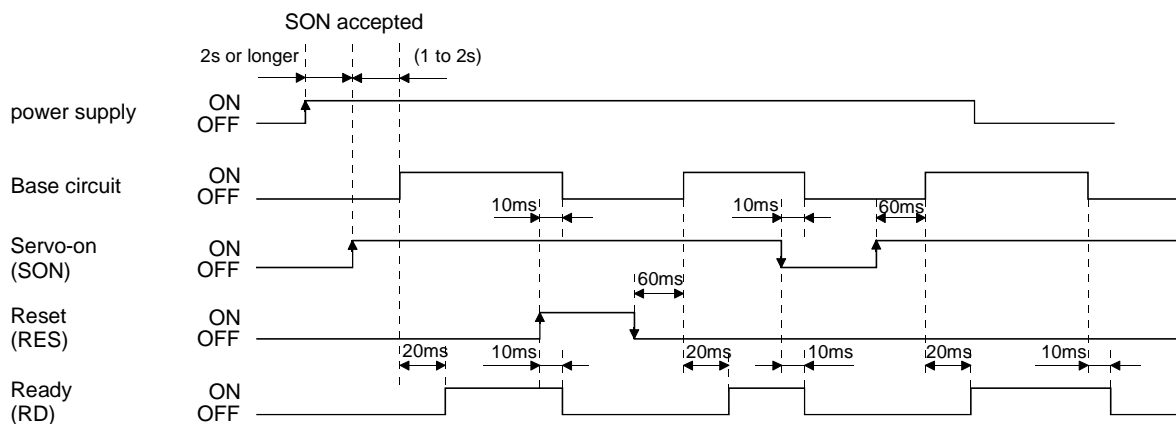 SON accepted
2s or longer (1 to 2s)
power supply ON
OFF
Base circuit ON
OFF
10ms 10ms 60ms
Servo-on
(SON) ON
OFF
60ms
Reset
(RES) ON
OFF
20ms 10ms 20ms 10ms 20ms 10ms
Ready
(RD) ON
OFF